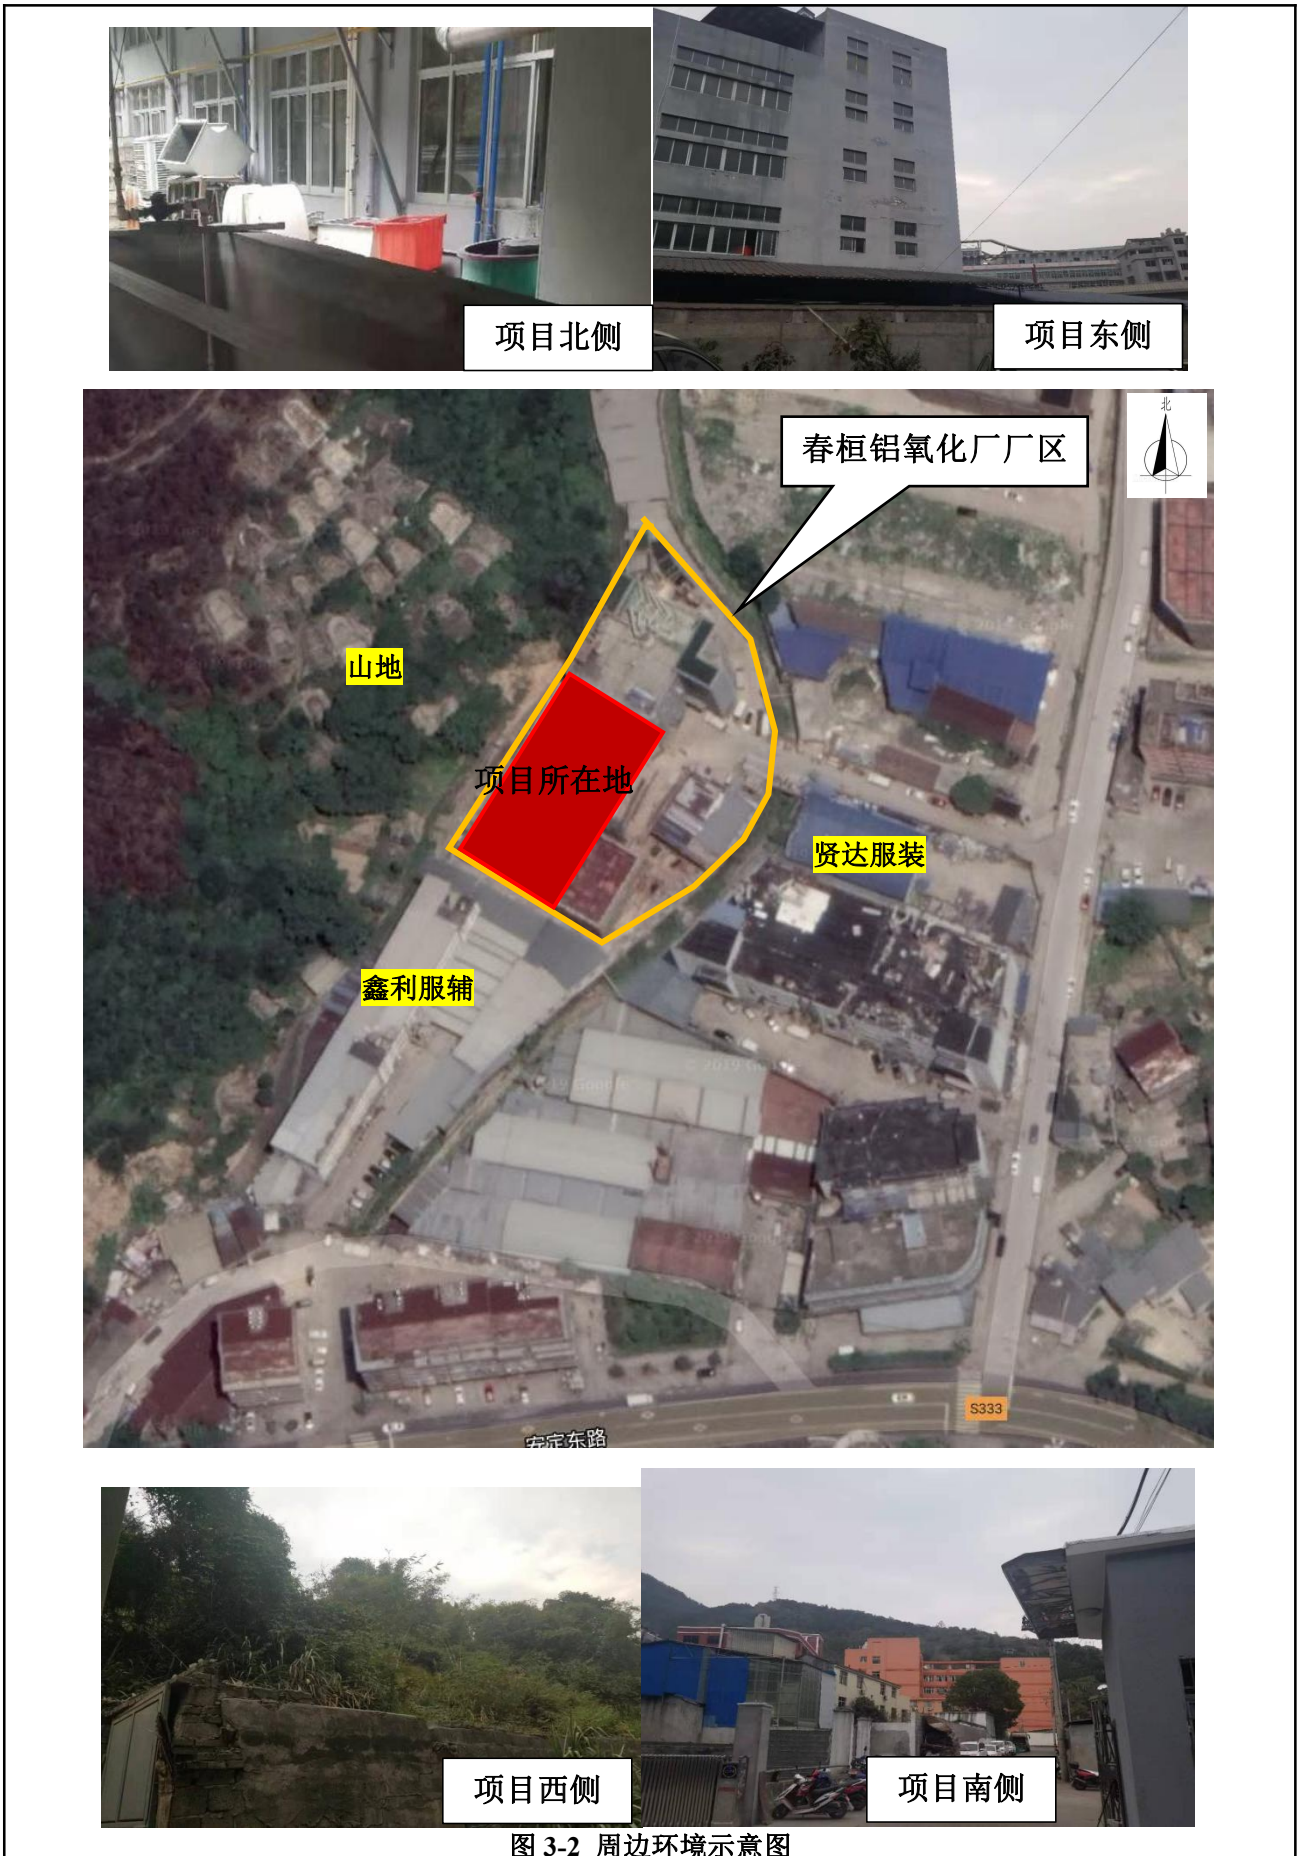 项目北侧
项目东侧
北
春桓铝氧化厂厂区
山地
项目所在地
贤达服装
鑫利服辅
S333
安定东路
项目西侧
项目南侧
图 3-2 周边环境示意图